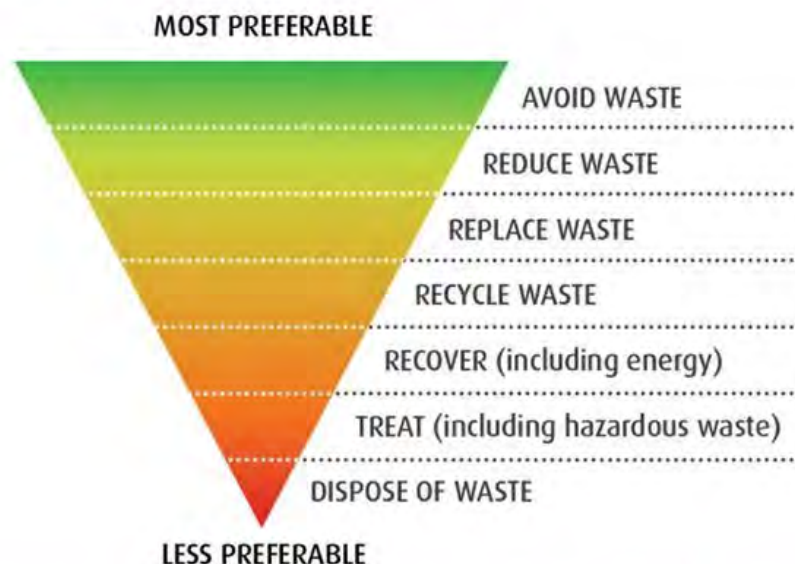 MOST PREFERABLE
AVOID WASTE
REDUCE WASTE
REPLACE WASTE
RECYCLE WASTE
RECOVER (including energy)
TREAT (including hazardous waste)
DISPOSE OF WASTE
LESS PREFERABLE